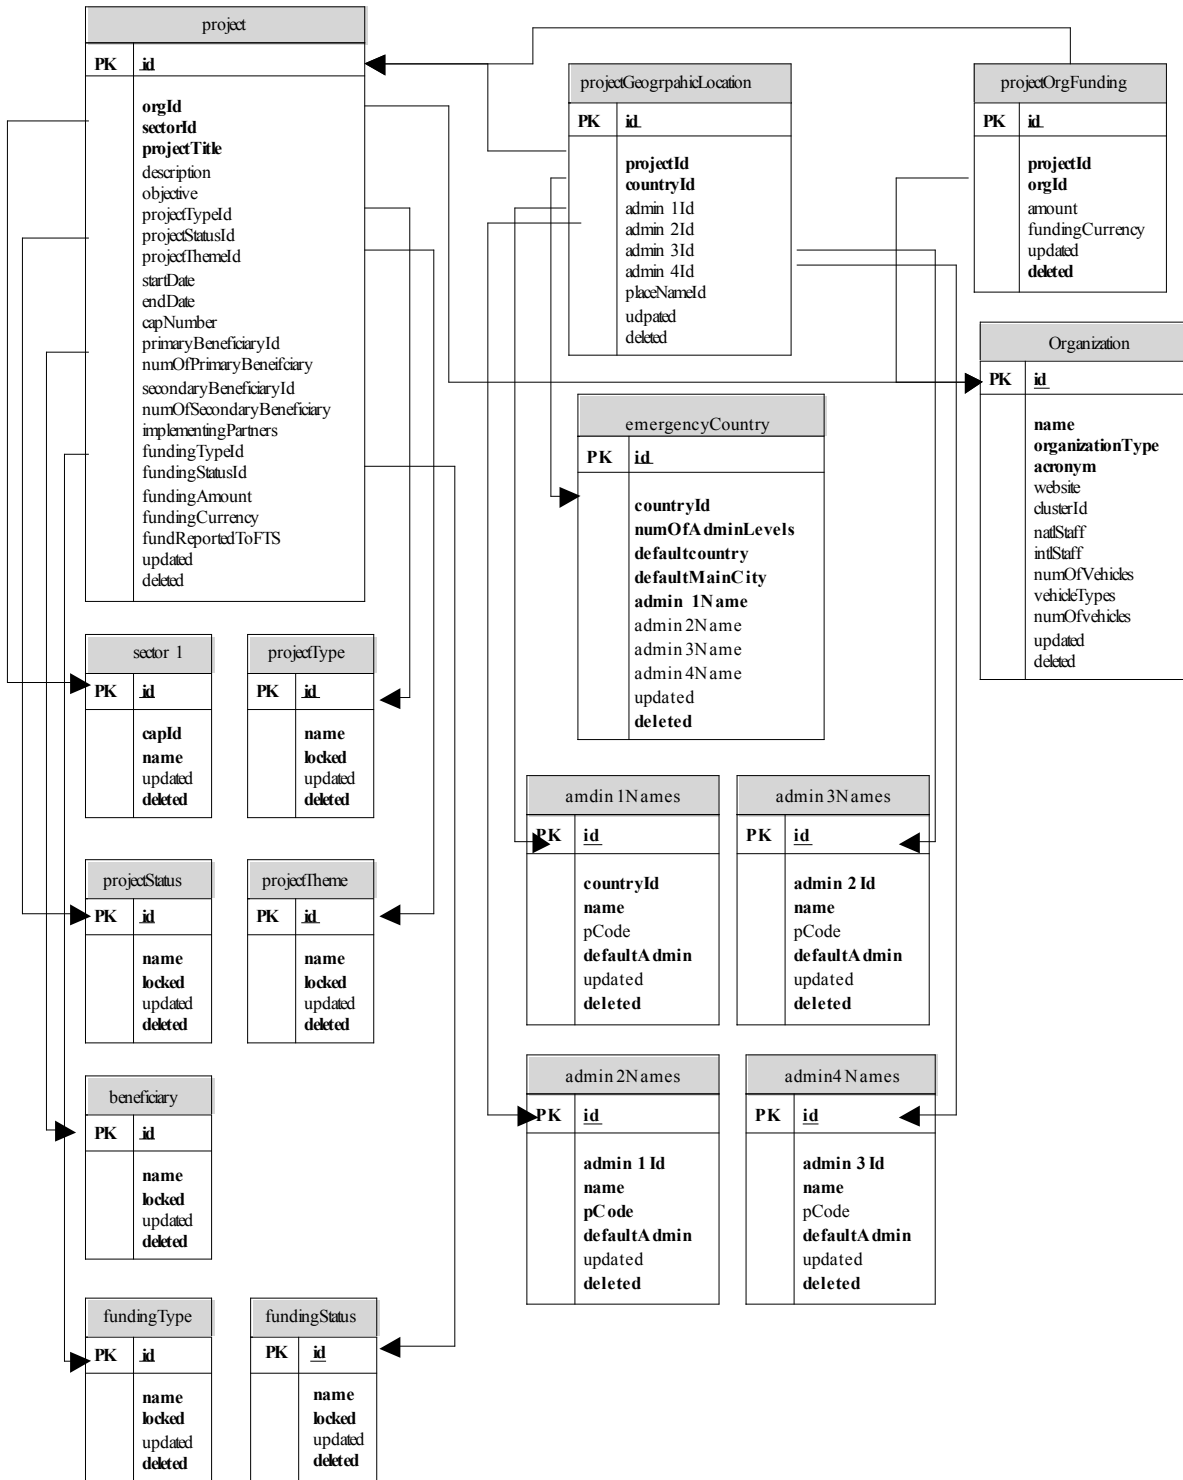 project
PK id
orgId
sectorId
projectTitle
description
objective
projectTypeId
projectStatusId
projectThemeId
startDate
endDate
capNumber
primaryBeneficiaryId
numOfPrimaryBeneifciary
secondaryBeneficiaryId
numOfSecondaryBeneficiary
implementingPartners
fundingTypeId
fundingStatusId
fundingAmount
fundingCurrency
fundReportedToFTS
updated
deleted
projectGeogrpahicLocation
PK id
projectId
countryId
admin 1Id
admin 2Id
admin 3Id
admin 4Id
placeNameId
udpated
deleted
projectOrgFunding
PK id
projectId
orgId
amount
fundingCurrency
updated
deleted
Organization
PK id
name
organizationType
acronym
website
clusterId
natlStaff
intlStaff
numOfVehicles
vehicleTypes
numOfvehicles
updated
deleted
emergencyCountry
PK id
countryId
numOfAdminLevels
defaultcountry
defaultMainCity
admin 1Name
admin 2Name
admin 3Name
admin 4Name
updated
deleted
sector 1
PK id
capId
name
updated
deleted
projectType
PK id
name
locked
updated
deleted
amdin 1Names
PK id
countryId
name
pCode
defaultAdmin
updated
deleted
admin 3Names
PK id
admin 2 Id
name
pCode
defaultAdmin
updated
deleted
projectStatus
PK id
name
locked
updated
deleted
projectTheme
PK id
name
locked
updated
deleted
beneficiary
PK id
name
locked
updated
deleted
admin 2Names
PK id
admin 1 Id
name
pCode
defaultAdmin
updated
deleted
admin4 Names
PK id
admin 3 Id
name
pCode
defaultAdmin
updated
deleted
fundingType
PK id
name
locked
updated
deleted
fundingStatus
PK id
name
locked
updated
deleted